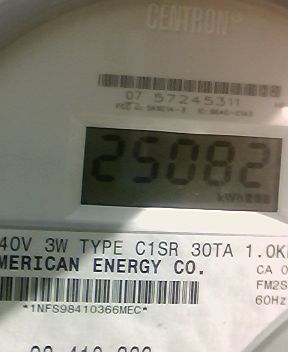 CENTRON®
07 57245311
25082
kWh
40V 3W TYPE C1SR 30TA 1.0K
MERICAN ENERGY CO.
CA 0
FM2S
60Hz
*1NFS98410366MEC*